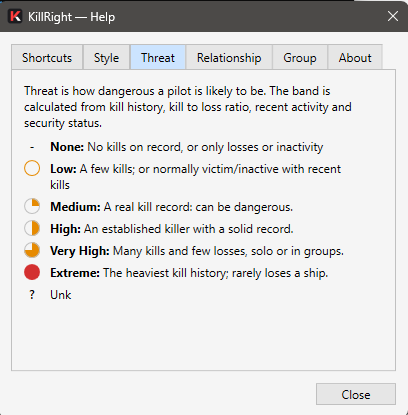 KillRight — Help
Shortcuts Style Threat Relationship Group About
Threat is how dangerous a pilot is likely to be. The band is
calculated from kill history, kill to loss ratio, recent activity and
security status.
- None: No kills on record, or only losses or inactivity
Low: A few kills; or normally victim/inactive with recent
kills
Medium: A real kill record: can be dangerous.
High: An established killer with a solid record.
Very High: Many kills and few losses, solo or in groups.
Extreme: The heaviest kill history; rarely loses a ship.
? Unk
Close